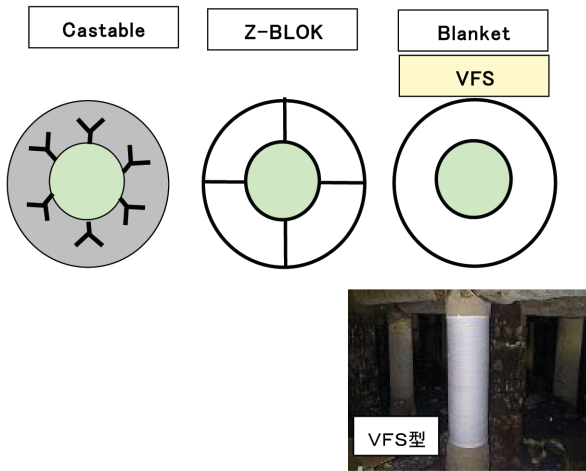 Castable
Z-BLOK
Blanket
VFS
VFS型